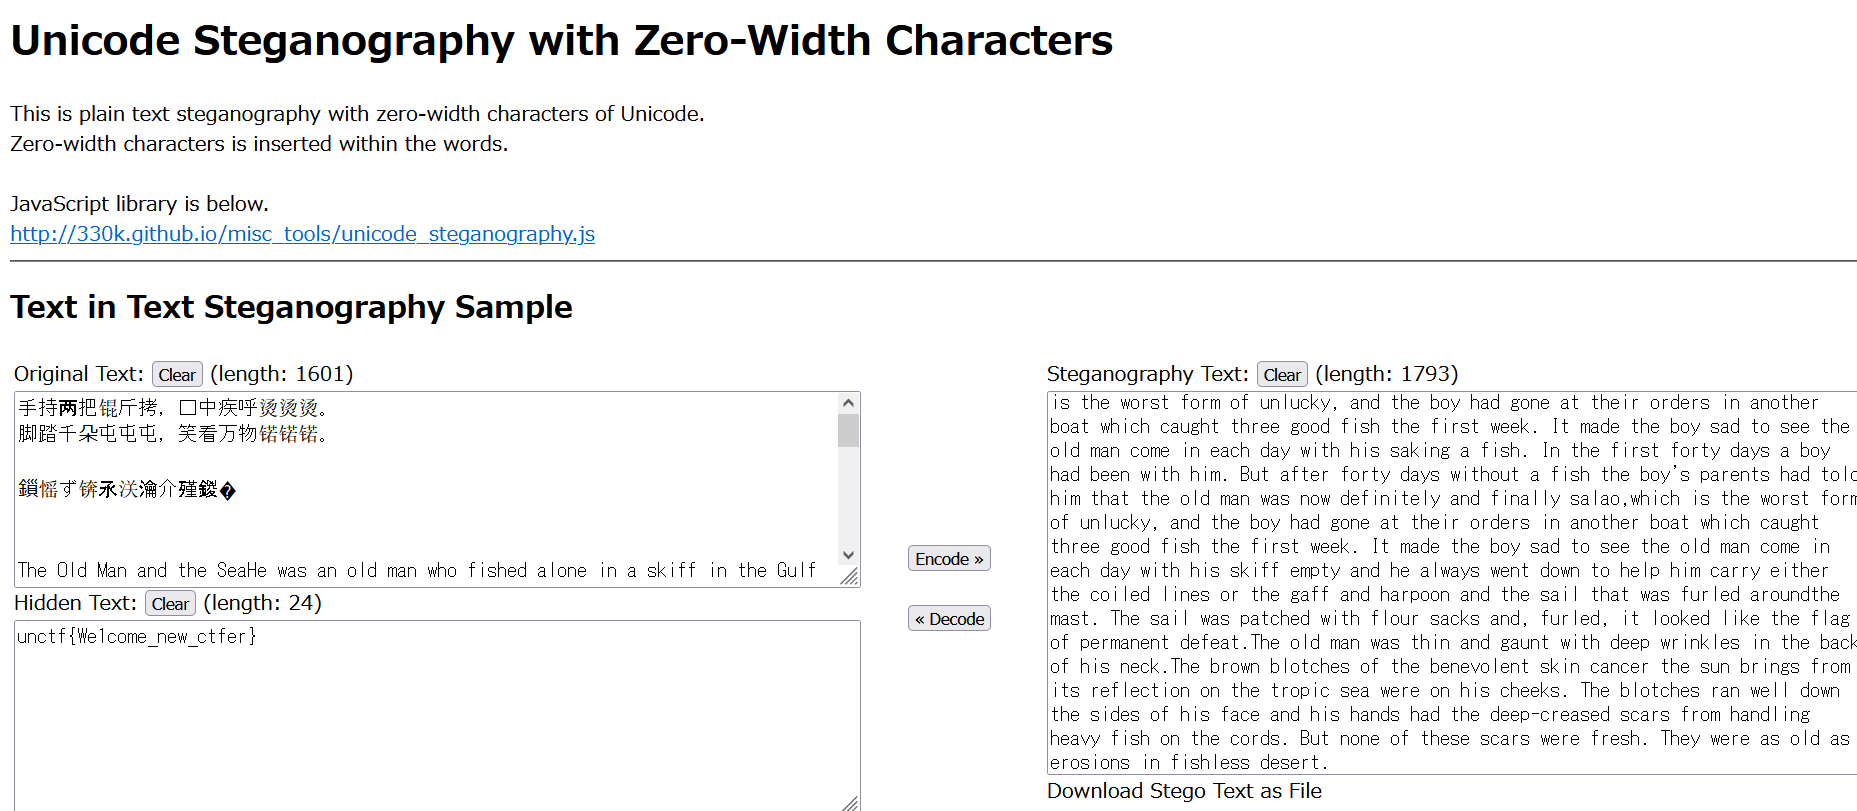 Unicode Steganography with Zero-Width Characters
This is plain text steganography with zero-width characters of Unicode.
Zero-width characters is inserted within the words.
JavaScript library is below.
http://330k.github.io/misc_tools/unicode_steganography.js
Text in Text Steganography Sample
Original Text: Clear (length: 1601)
手持两把锟斤拷，口中疾呼烫烫烫。
脚踏千朵屯屯屯，笑看万物锘锘锘。
The Old Man and the SeaHe was an old man who fished alone in a skiff in the Gulf
Hidden Text: Clear (length: 24)
unctf{We1come_new_ctfer}
Encode »
« Decode
Steganography Text: Clear (length: 1793)
is the worst form of unlucky, and the boy had gone at their orders in another
boat which caught three good fish the first week. It made the boy sad to see the
old man come in each day with his saking a fish. In the first forty days a boy
had been with him. But after forty days without a fish the boy's parents had told
him that the old man was now definitely and finally salao,which is the worst form
of unlucky, and the boy had gone at their orders in another boat which caught
three good fish the first week. It made the boy sad to see the old man come in
each day with his skiff empty and he always went down to help him carry either
the coiled lines or the gaff and harpoon and the sail that was furled aroundthe
mast. The sail was patched with flour sacks and, furled, it looked like the flag
of permanent defeat.The old man was thin and gaunt with deep wrinkles in the back
of his neck.The brown blotches of the benevolent skin cancer the sun brings from
its reflection on the tropic sea were on his cheeks. The blotches ran well down
the sides of his face and his hands had the deep-creased scars from handling
heavy fish on the cords. But none of these scars were fresh. They were as old as
erosions in fishless desert.
Download Stego Text as File